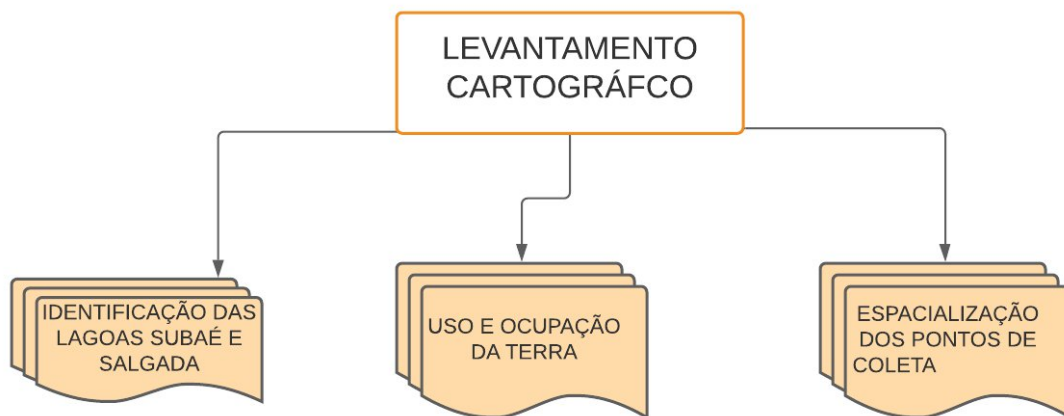 LEVANTAMENTO
CARTOGRÁFCO
IDENTIFICAÇÃO DAS
LAGOAS SUBAÉ E
SALGADA
USO E OCUPAÇÃO
DA TERRA
ESPACIALIZAÇÃO
DOS PONTOS DE
COLETA